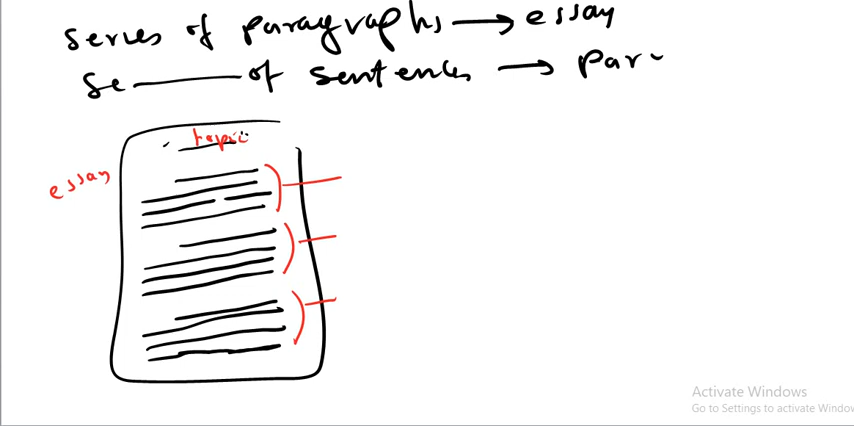 series of paragraphs → essay
Se——of sentences → Par
topic
essay
Activate Windows
Go to Settings to activate Window